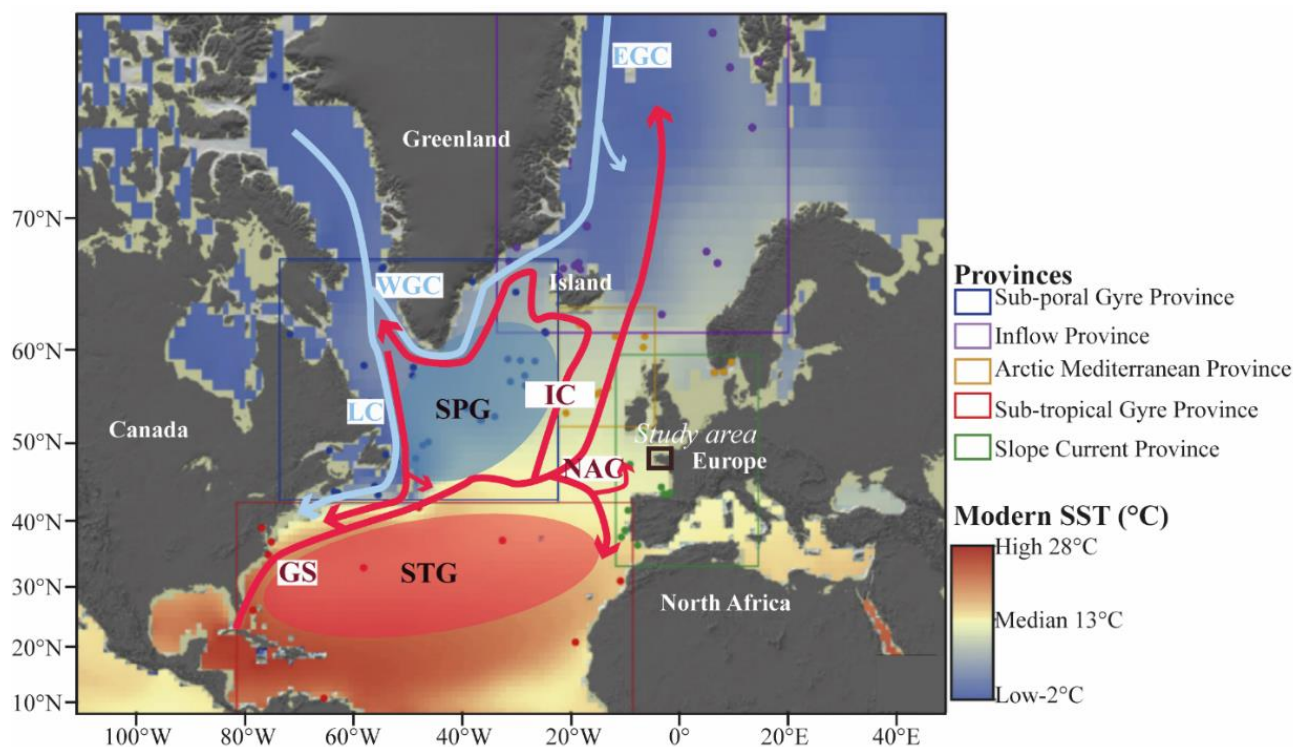 EGC
Greenland
70°N
WGC
Island
60°N
LC
SPG
IC
Canada
50°N
Study area
NAC
Europe
40°N
GS
STG
30°N
North Africa
20°N
10°N
100°W
80°W
60°W
40°W
20°W
0°W
20°E
40°E
Provinces
Sub-poral Gyre Province
Inflow Province
Arctic Mediterranean Province
Sub-tropical Gyre Province
Slope Current Province
Modern SST (°C)
High 28°C
Median 13°C
Low-2°C